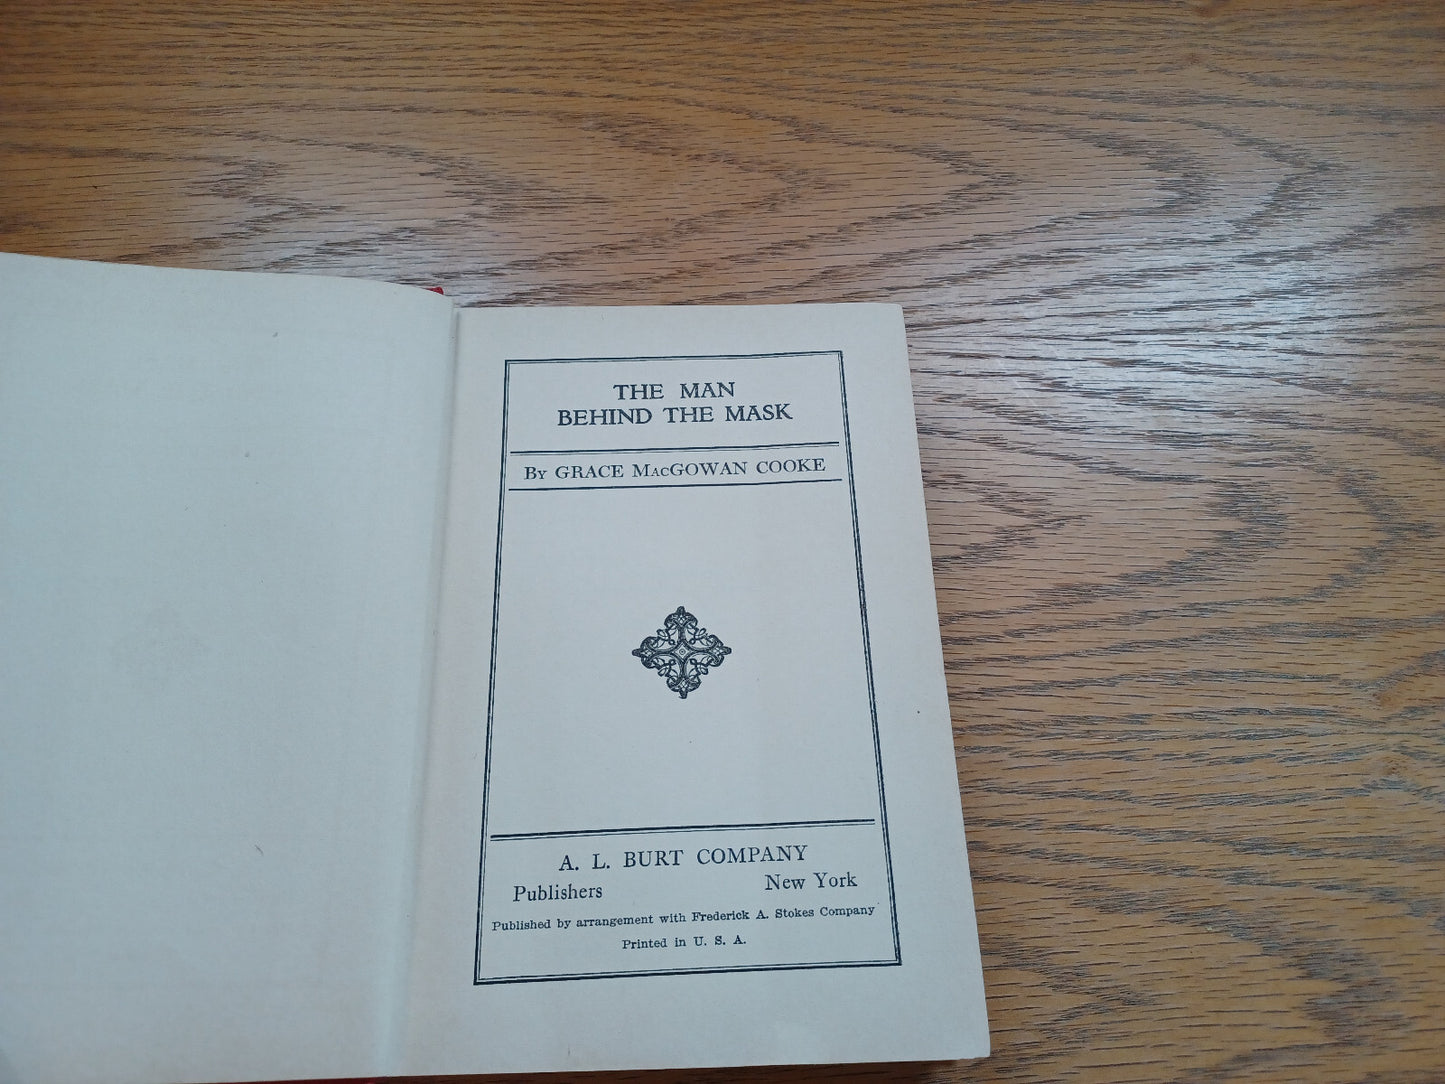 THE MAN
BEHIND THE MASK
By GRACE MacGOWAN COOKE
A. L. BURT COMPANY
Publishers New York
Published by arrangement with Frederick A. Stokes Company
Printed in U. S. A.